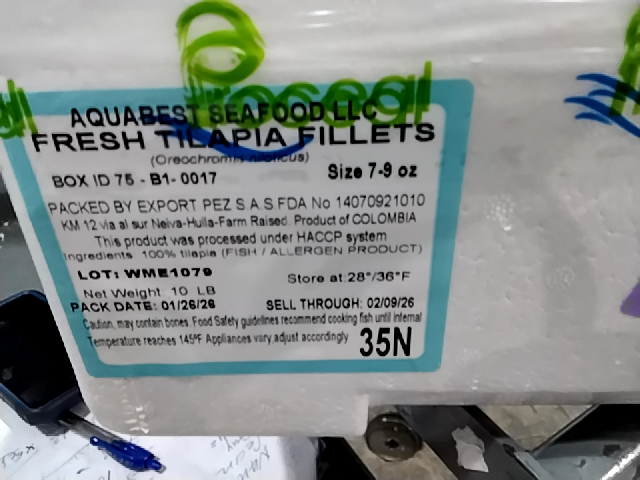 Procool
AQUABEST SEAFOOD LLC
FRESH TILAPIA FILLETS
(Oreochromis niloticus)
BOX ID 75 - B1- 0017
Size 7-9 oz
PACKED BY EXPORT PEZ S.A.S.FDA No 14070921010
KM 12 via al sur Neiva-Huila-Farm Raised. Product of COLOMBIA
This product was processed under HACCP system
Ingredients 100% tilapia (FISH / ALLERGEN PRODUCT)
LOT: WME1079
Store at:28°/36°F
Net Weight 10 LB
PACK DATE: 01/26/26
SELL THROUGH: 02/09/26
Caution, may contain bones. Food Safety guidelines recommend cooking fish until internal
Temperature reaches 145°F Appliances vary,adjust accordingly
35N